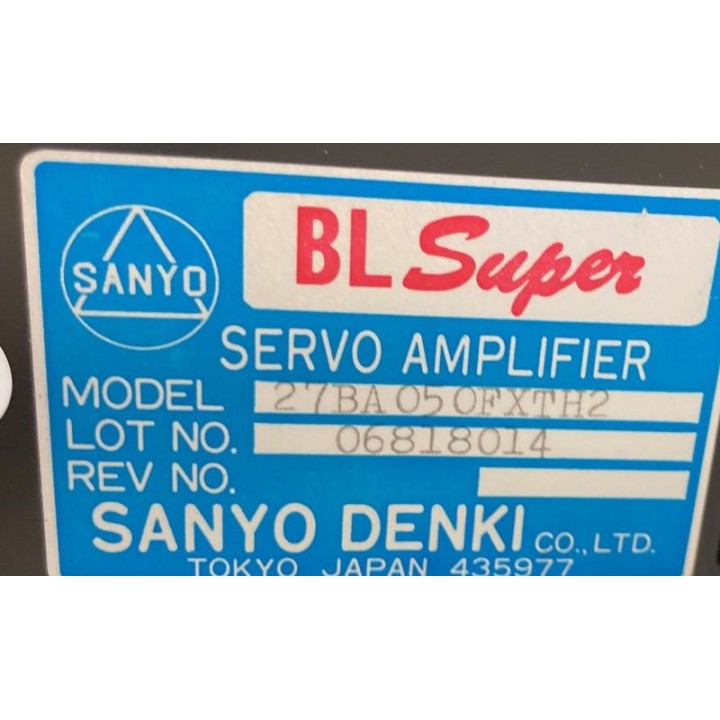 SANYO
BL Super
SERVO AMPLIFIER
MODEL 27BA050FXTH2
LOT NO. 06818014
REV NO.
SANYO DENKI CO., LTD.
TOKYO JAPAN 435977